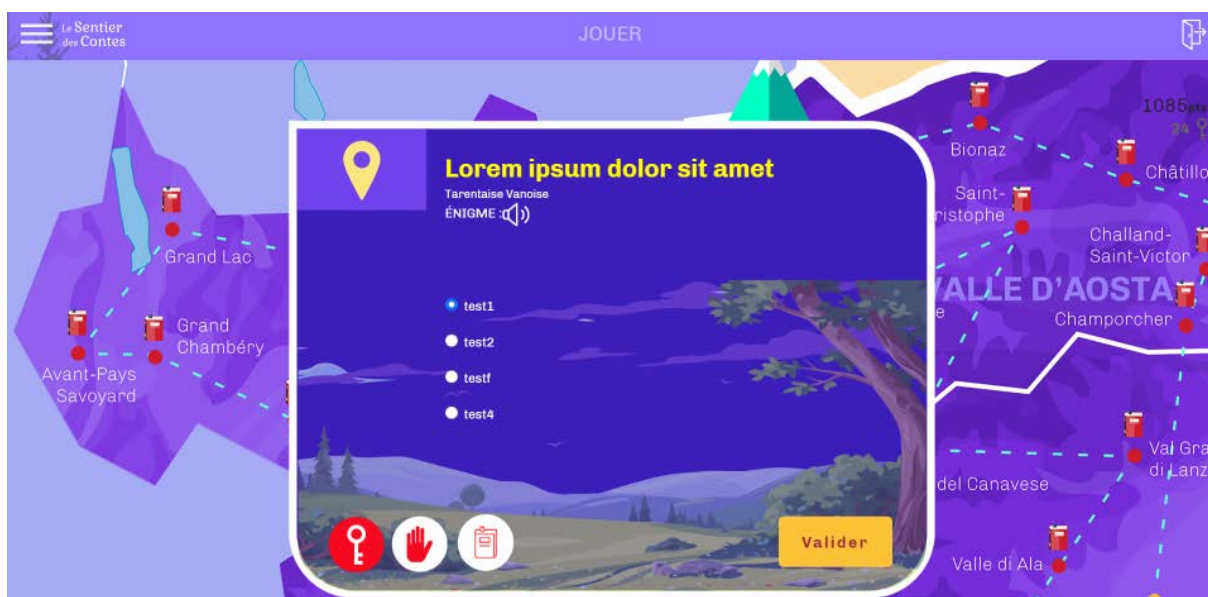 Le Sentier
des Contes
JOUER
1085pts
24
Bionaz
Châtillo
Saint-
ristophe
Challand-
Saint-Victor
VALLE D'AOSTA
e
Champorcher
Grand Lac
Grand
Chambéry
Avant-Pays
Savoyard
Lorem ipsum dolor sit amet
Tarentaise Vanoise
ÉNIGME :
test1
test2
testf
test4
Valider
Val Gra
di Lanz
del Canavese
Valle di Ala